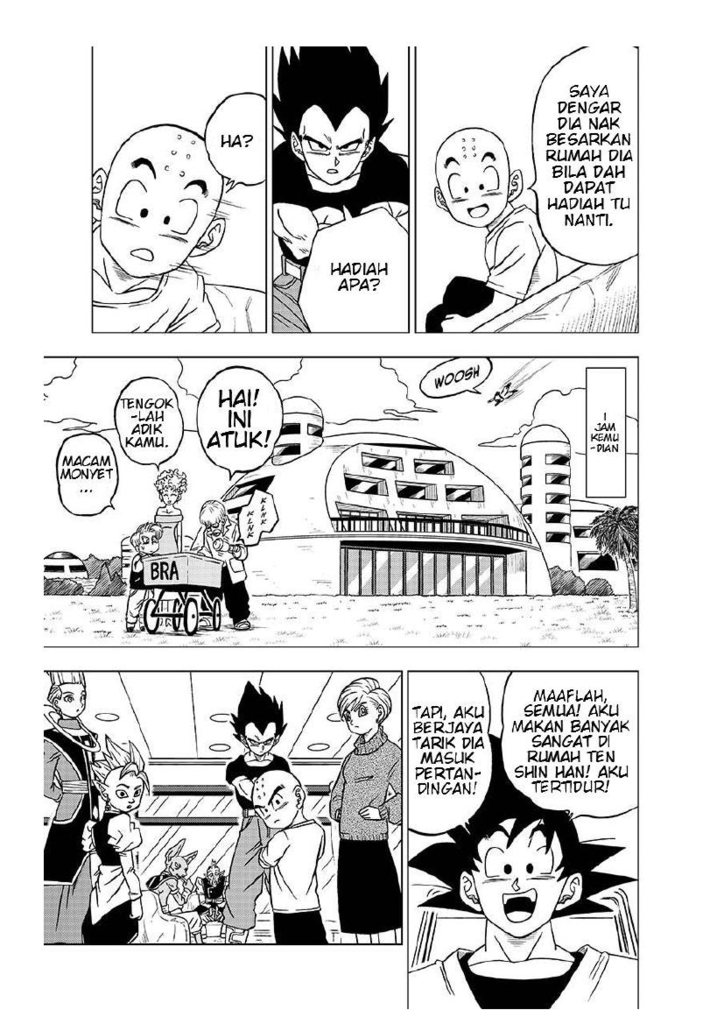 SAYA
DENGAR
DIA NAK
BESARKAN
RUMAH DIA
BILA DAH
DAPAT
HADIAH TU
NANTI.
HADIAH
APA?
HA?
1
JAM
KEMU
-DIAN
WOOSH
HAI!
INI
ATUK!
KLNK
KLNK
TENGOK
-LAH
ADIK
KAMU.
MACAM
MONYET
...
BRA
MAAFLAH,
SEMUA! AKU
MAKAN BANYAK
SANGAT DI
RUMAH TEN
SHIN HAN! AKU
TERTIDUR!
TAPI, AKU
BERJAYA
TARIK DIA
MASUK
PERTAN-
DINGAN!